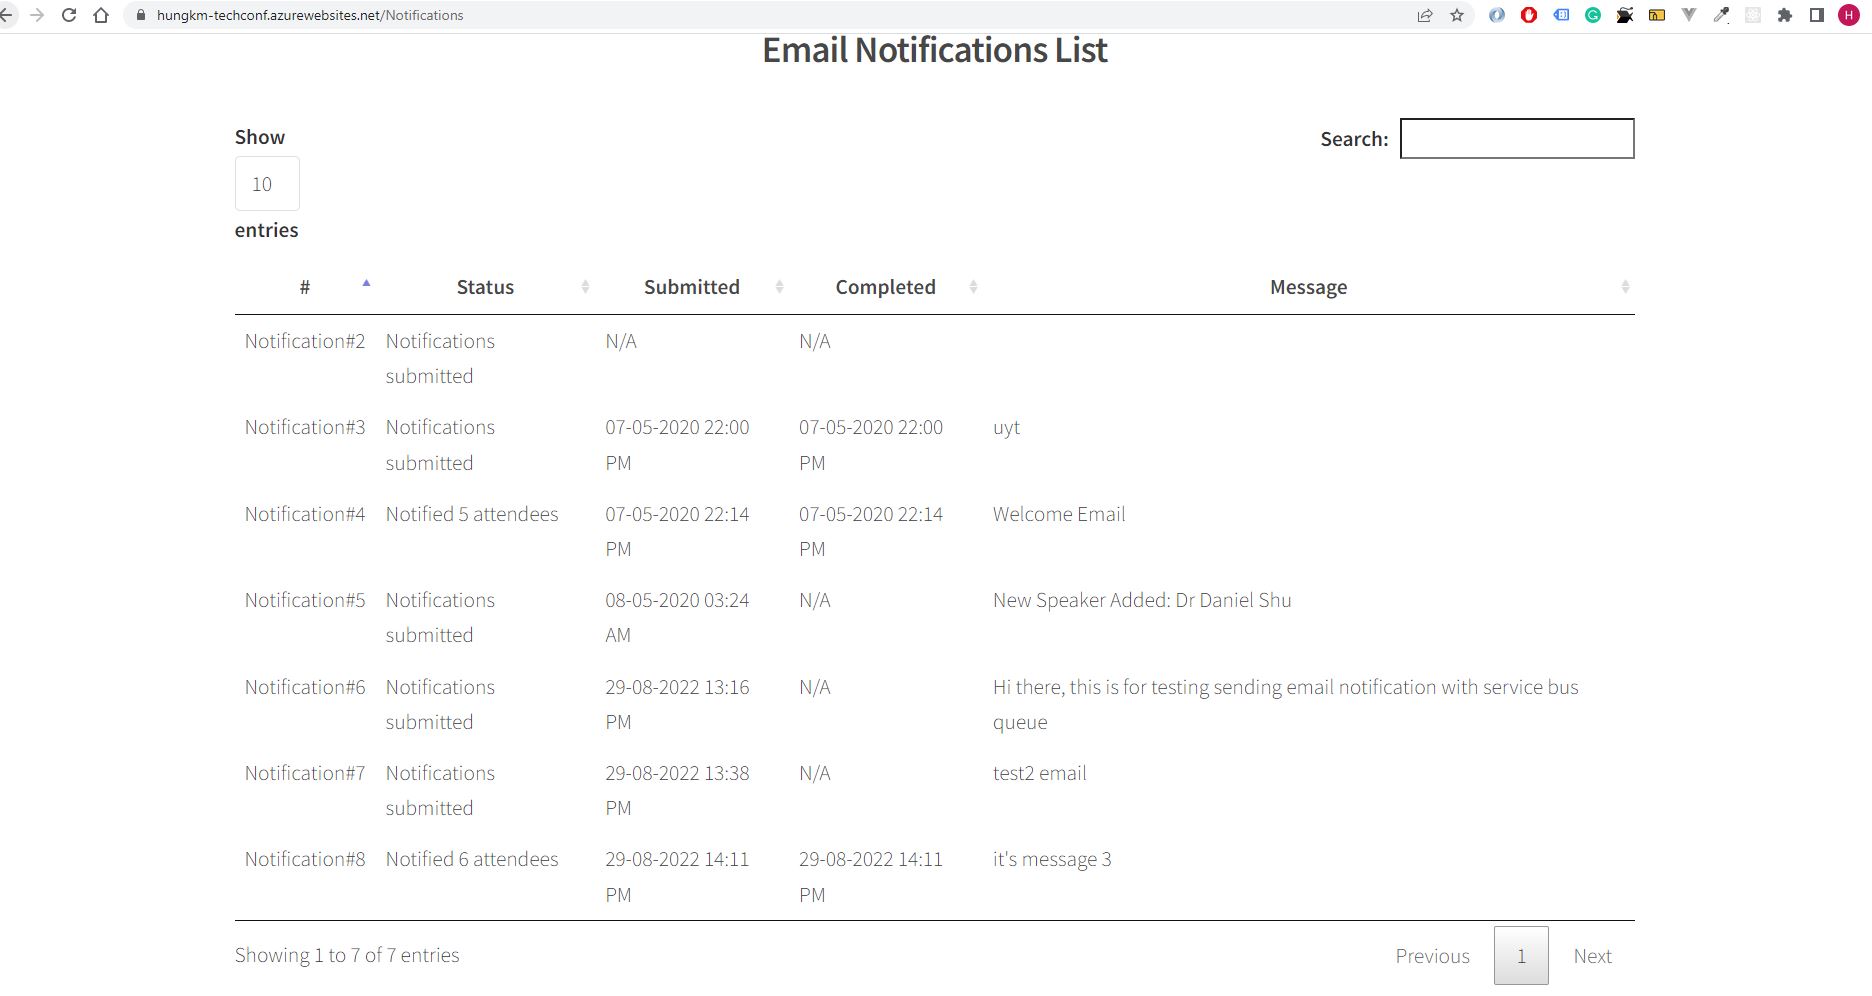 hungkm-techconf.azurewebsites.net/Notifications
H
Email Notifications List
Show
Search:
10
entries
# Status Submitted Completed Message
Notification#2 Notifications N/A N/A
submitted
Notification#3 Notifications 07-05-2020 22:00 07-05-2020 22:00 uyt
submitted PM PM
Notification#4 Notified 5 attendees 07-05-2020 22:14 07-05-2020 22:14 Welcome Email
PM PM
Notification#5 Notifications 08-05-2020 03:24 N/A New Speaker Added: Dr Daniel Shu
submitted AM
Notification#6 Notifications 29-08-2022 13:16 N/A Hi there, this is for testing sending email notification with service bus
submitted PM queue
Notification#7 Notifications 29-08-2022 13:38 N/A test2 email
submitted PM
Notification#8 Notified 6 attendees 29-08-2022 14:11 29-08-2022 14:11 it's message 3
PM PM
Showing 1 to 7 of 7 entries Previous 1 Next